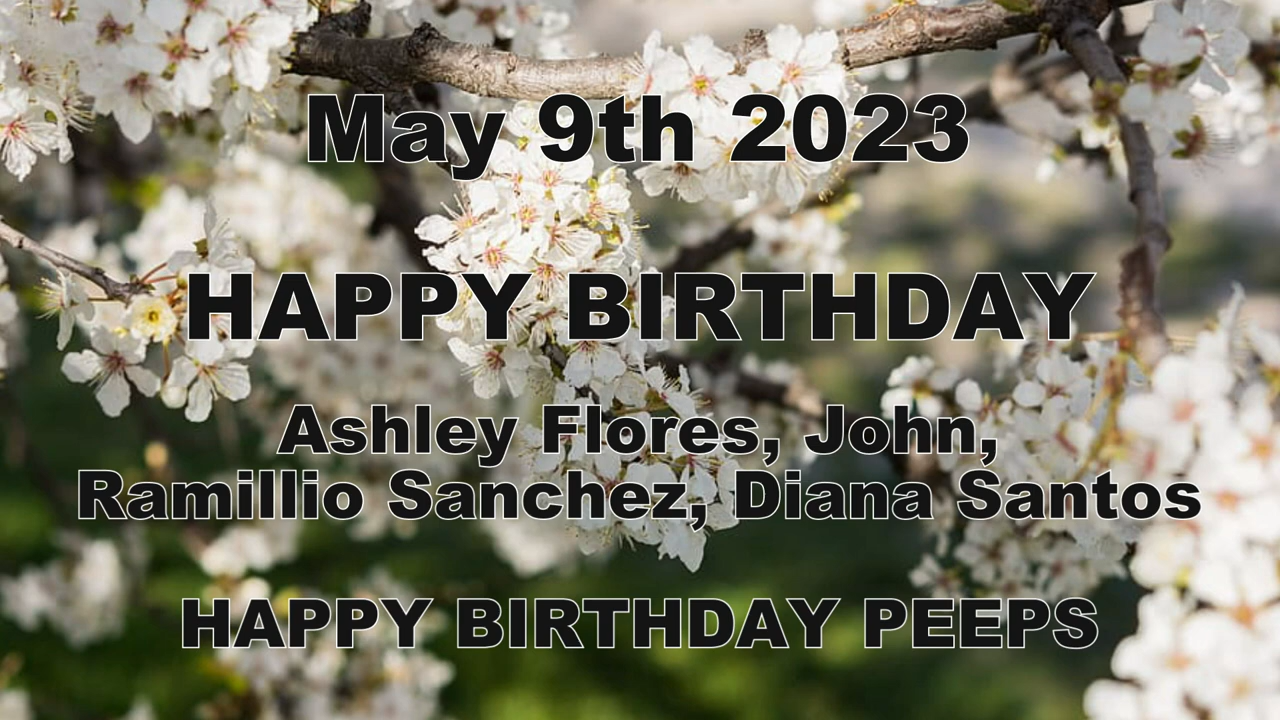 May 9th 2023
HAPPY BIRTHDAY
Ashley Flores, John,
Ramillio Sanchez, Diana Santos
HAPPY BIRTHDAY PEEPS